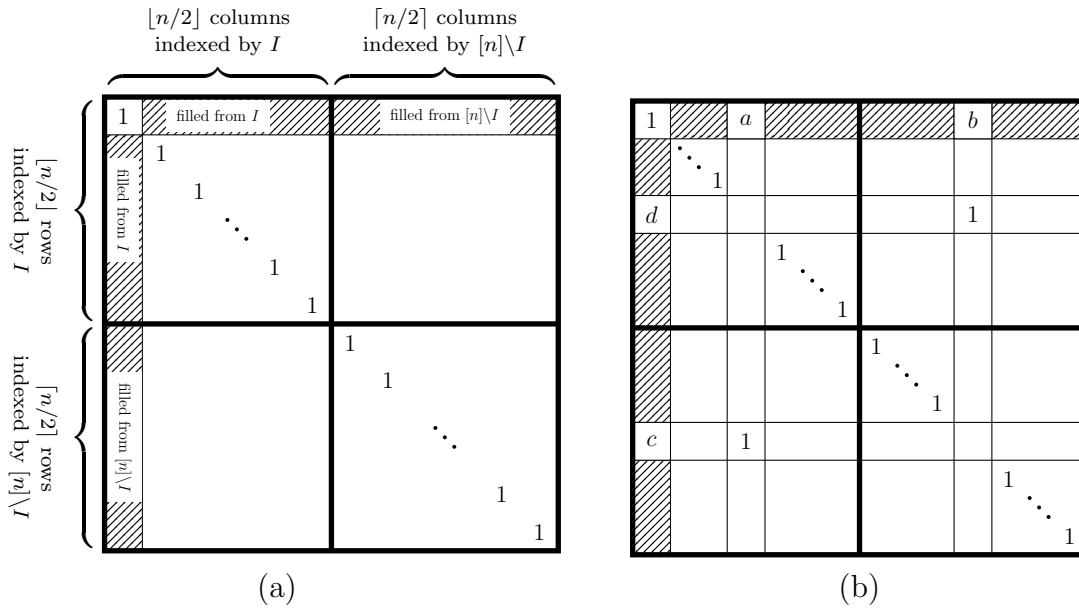 ⌊n/2⌋ columns
indexed by I
⌈n/2⌉ columns
indexed by [n]\I
⌊n/2⌋ rows
indexed by I
⌈n/2⌉ rows
indexed by [n]\I
1 filled from I filled from [n]\I
filled from I
1
1
⋱
1
1
filled from [n]\I
1
1
⋱
1
1
(a)
1 a b
⋱
1
d 1
1
⋱
1
1
⋱
1
c 1
1
⋱
1
(b)